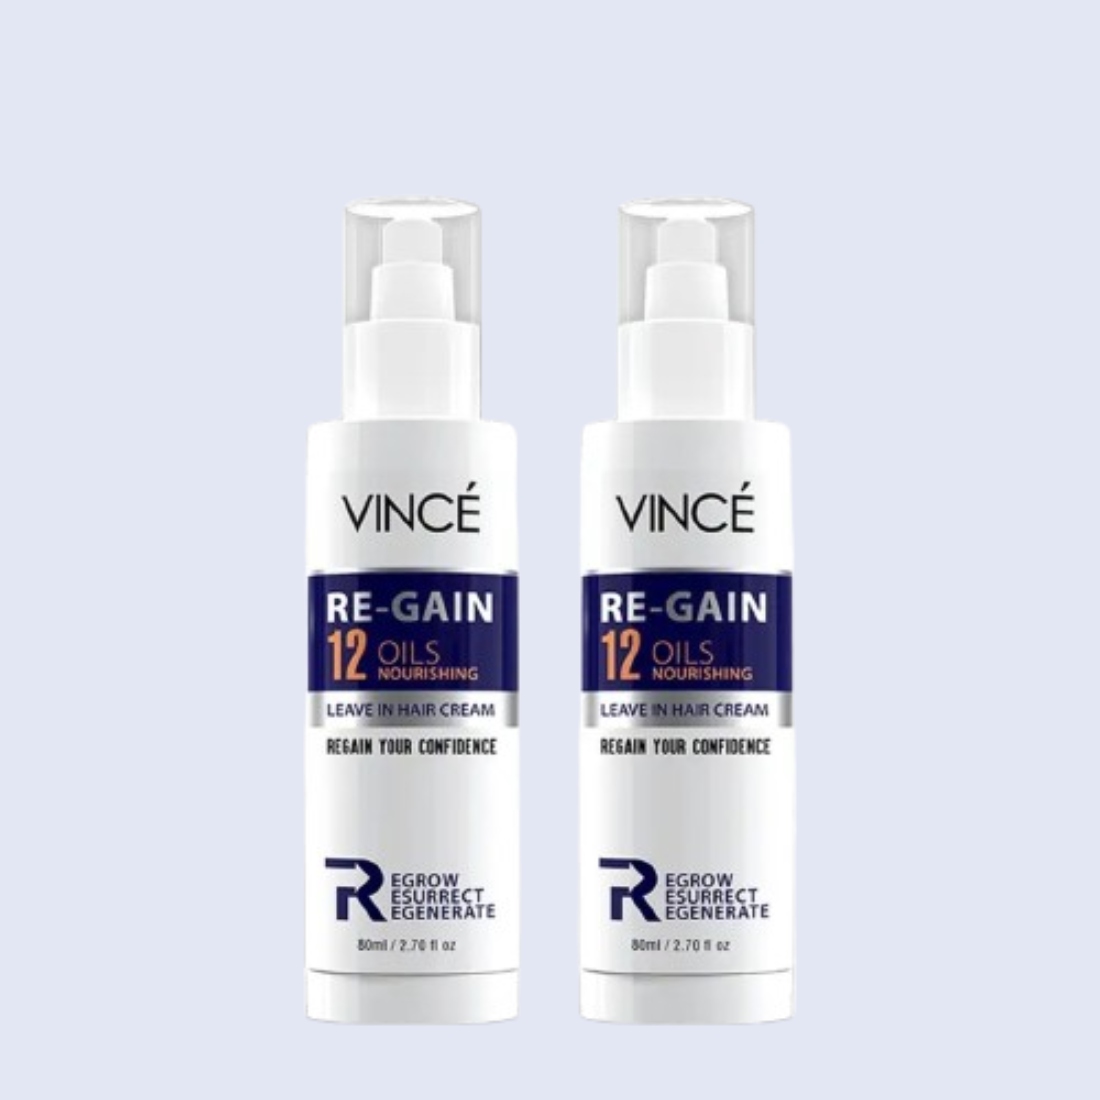 VINCÉ
RE-GAIN
12 OILS
NOURISHING
LEAVE IN HAIR CREAM
REGAIN YOUR CONFIDENCE
R EGROW
ESURRECT
EGENERATE
80ml / 2.70 fl oz
VINCÉ
RE-GAIN
12 OILS
NOURISHING
LEAVE IN HAIR CREAM
REGAIN YOUR CONFIDENCE
R EGROW
ESURRECT
EGENERATE
80ml / 2.70 fl oz